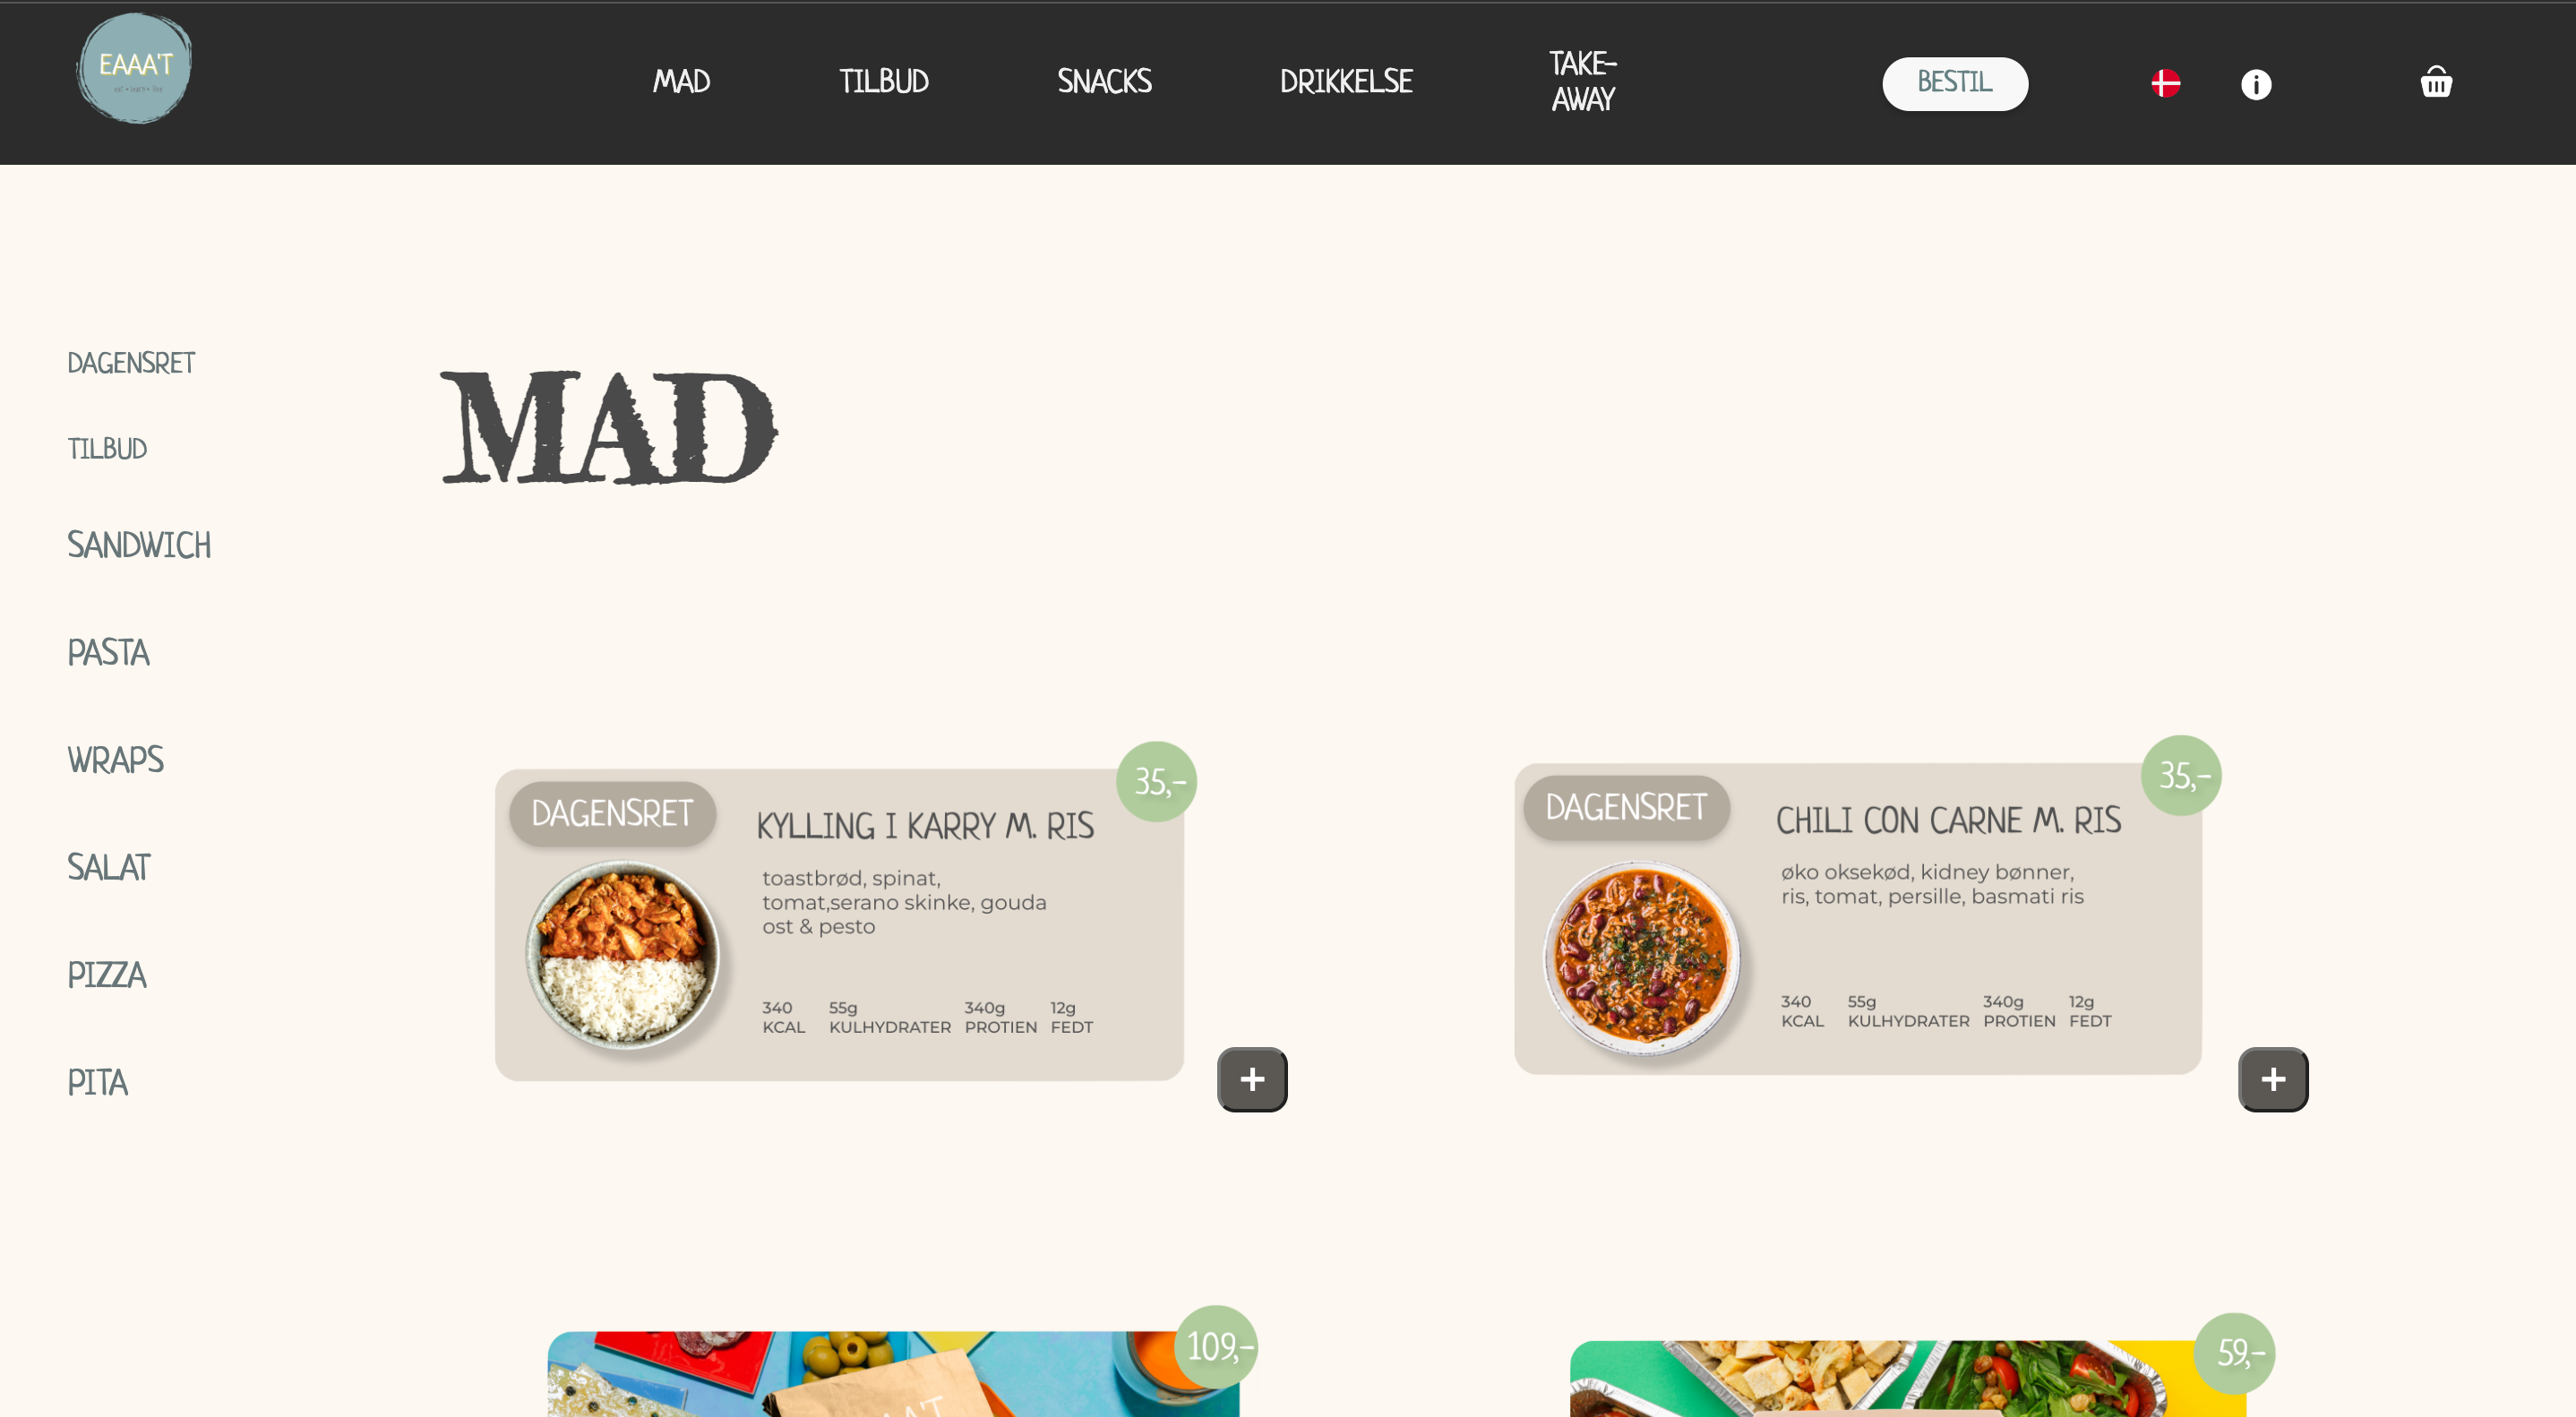 EAAA'T
eat • learn • live
MAD
TILBUD
SNACKS
DRIKKELSE
TAKE-
AWAY
BESTIL
DAGENSRET
TILBUD
SANDWICH
PASTA
WRAPS
SALAT
PIZZA
PITA
MAD
35,-
DAGENSRET
KYLLING I KARRY M. RIS
toastbrød, spinat,
tomat,serano skinke, gouda
ost & pesto
340 55g 340g 12g
KCAL KULHYDRATER PROTIEN FEDT
+
35,-
DAGENSRET
CHILI CON CARNE M. RIS
øko oksekød, kidney bønner,
ris, tomat, persille, basmati ris
340 55g 340g 12g
KCAL KULHYDRATER PROTIEN FEDT
+
109,-
59,-